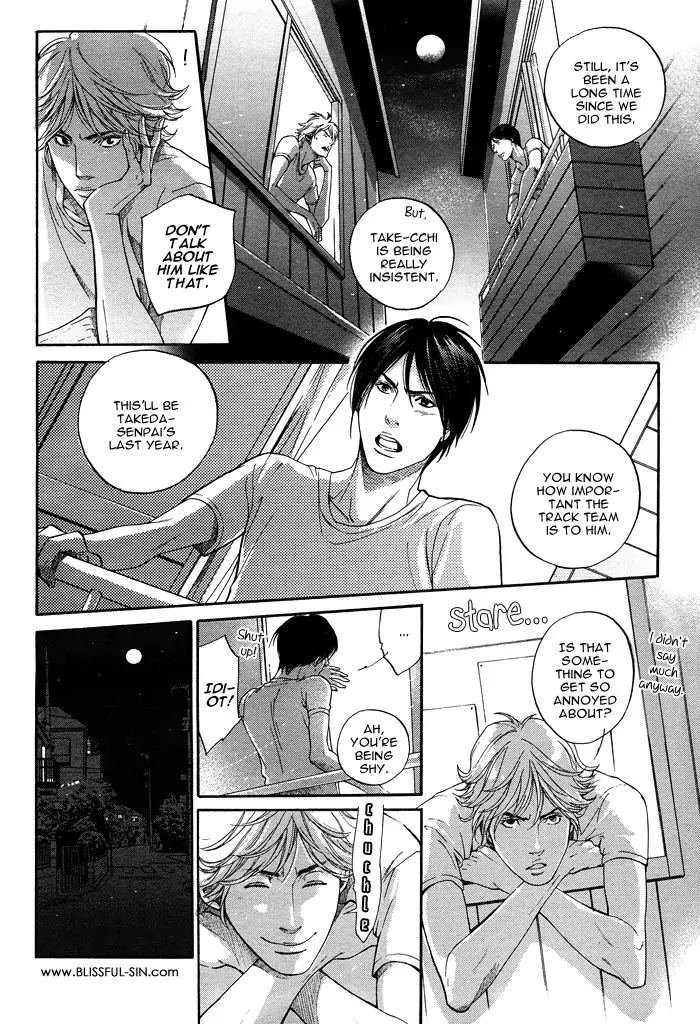 STILL, IT'S
BEEN A
LONG TIME
SINCE WE
DID THIS.
!
But,
TAKE-CCHI
IS BEING
REALLY
INSISTENT.
DON'T
TALK
ABOUT
HIM LIKE
THAT.
THIS'LL BE
TAKEDA-
SENPAI'S
LAST YEAR.
YOU KNOW
HOW IMPOR-
TANT THE
TRACK TEAM
IS TO HIM.
stare...
IS THAT
SOME-
THING TO
GET SO
ANNOYED
ABOUT?
I didn't
say
much
anyway.
...
Shut
up!
IDI-
OT!
AH,
YOU'RE
BEING
SHY.
chuckle
www.BLISSFUL-SIN.com